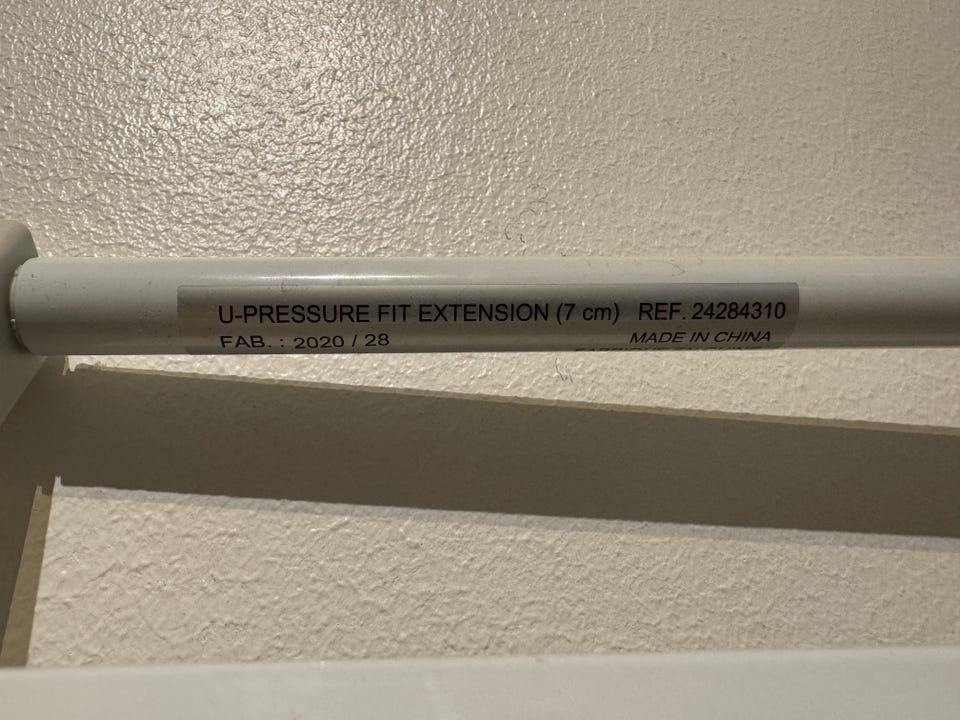 U-PRESSURE FIT EXTENSION (7 cm) REF. 24284310
FAB. : 2020 / 28 MADE IN CHINA